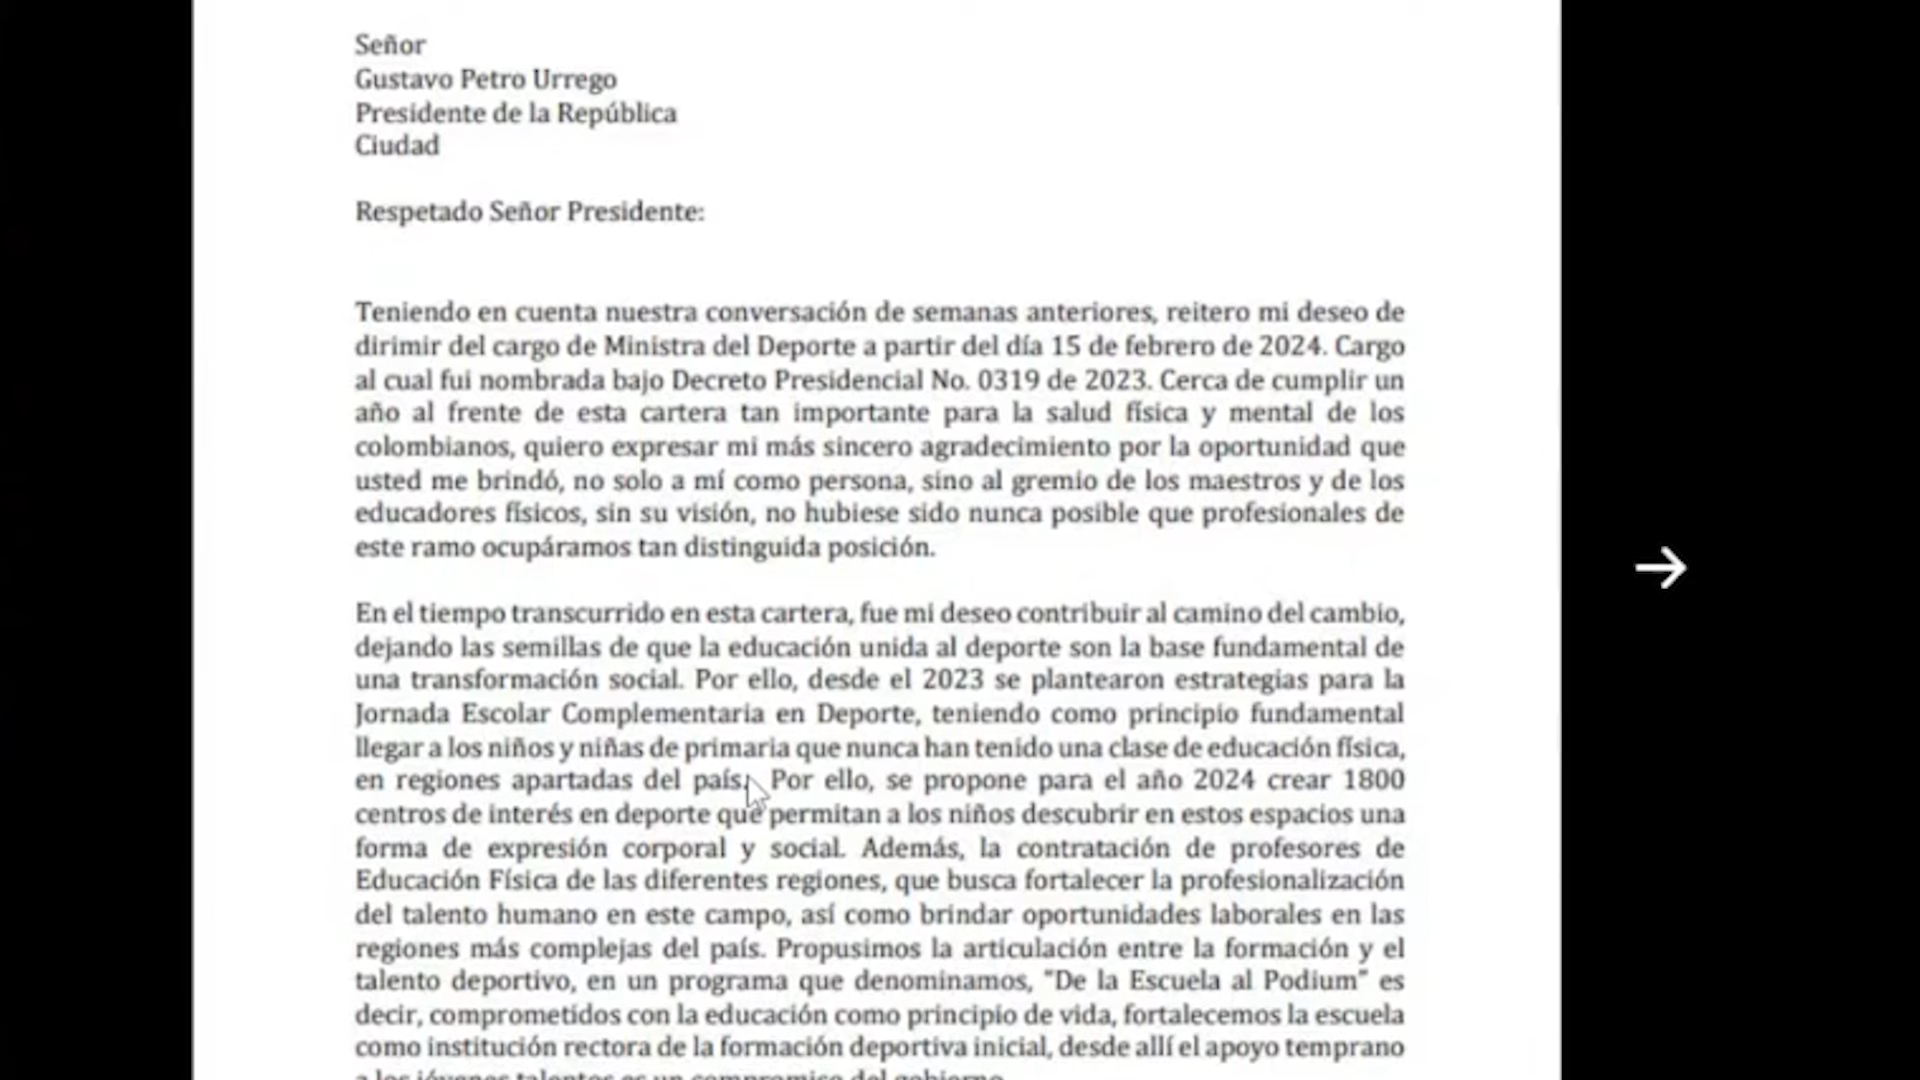 Señor
Gustavo Petro Urrego
Presidente de la República
Ciudad
Respetado Señor Presidente:
Teniendo en cuenta nuestra conversación de semanas anteriores, reitero mi deseo de
dirimir del cargo de Ministra del Deporte a partir del día 15 de febrero de 2024. Cargo
al cual fui nombrada bajo Decreto Presidencial No. 0319 de 2023. Cerca de cumplir un
año al frente de esta cartera tan importante para la salud física y mental de los
colombianos, quiero expresar mi más sincero agradecimiento por la oportunidad que
usted me brindó, no solo a mí como persona, sino al gremio de los maestros y de los
educadores físicos, sin su visión, no hubiese sido nunca posible que profesionales de
este ramo ocupáramos tan distinguida posición.
En el tiempo transcurrido en esta cartera, fue mi deseo contribuir al camino del cambio,
dejando las semillas de que la educación unida al deporte son la base fundamental de
una transformación social. Por ello, desde el 2023 se plantearon estrategias para la
Jornada Escolar Complementaria en Deporte, teniendo como principio fundamental
llegar a los niños y niñas de primaria que nunca han tenido una clase de educación física,
en regiones apartadas del país. Por ello, se propone para el año 2024 crear 1800
centros de interés en deporte que permitan a los niños descubrir en estos espacios una
forma de expresión corporal y social. Además, la contratación de profesores de
Educación Física de las diferentes regiones, que busca fortalecer la profesionalización
del talento humano en este campo, así como brindar oportunidades laborales en las
regiones más complejas del país. Propusimos la articulación entre la formación y el
talento deportivo, en un programa que denominamos, "De la Escuela al Podium" es
decir, comprometidos con la educación como principio de vida, fortalecemos la escuela
como institución rectora de la formación deportiva inicial, desde allí el apoyo temprano
a los jóvenes talentos es un compromiso del gobierno.